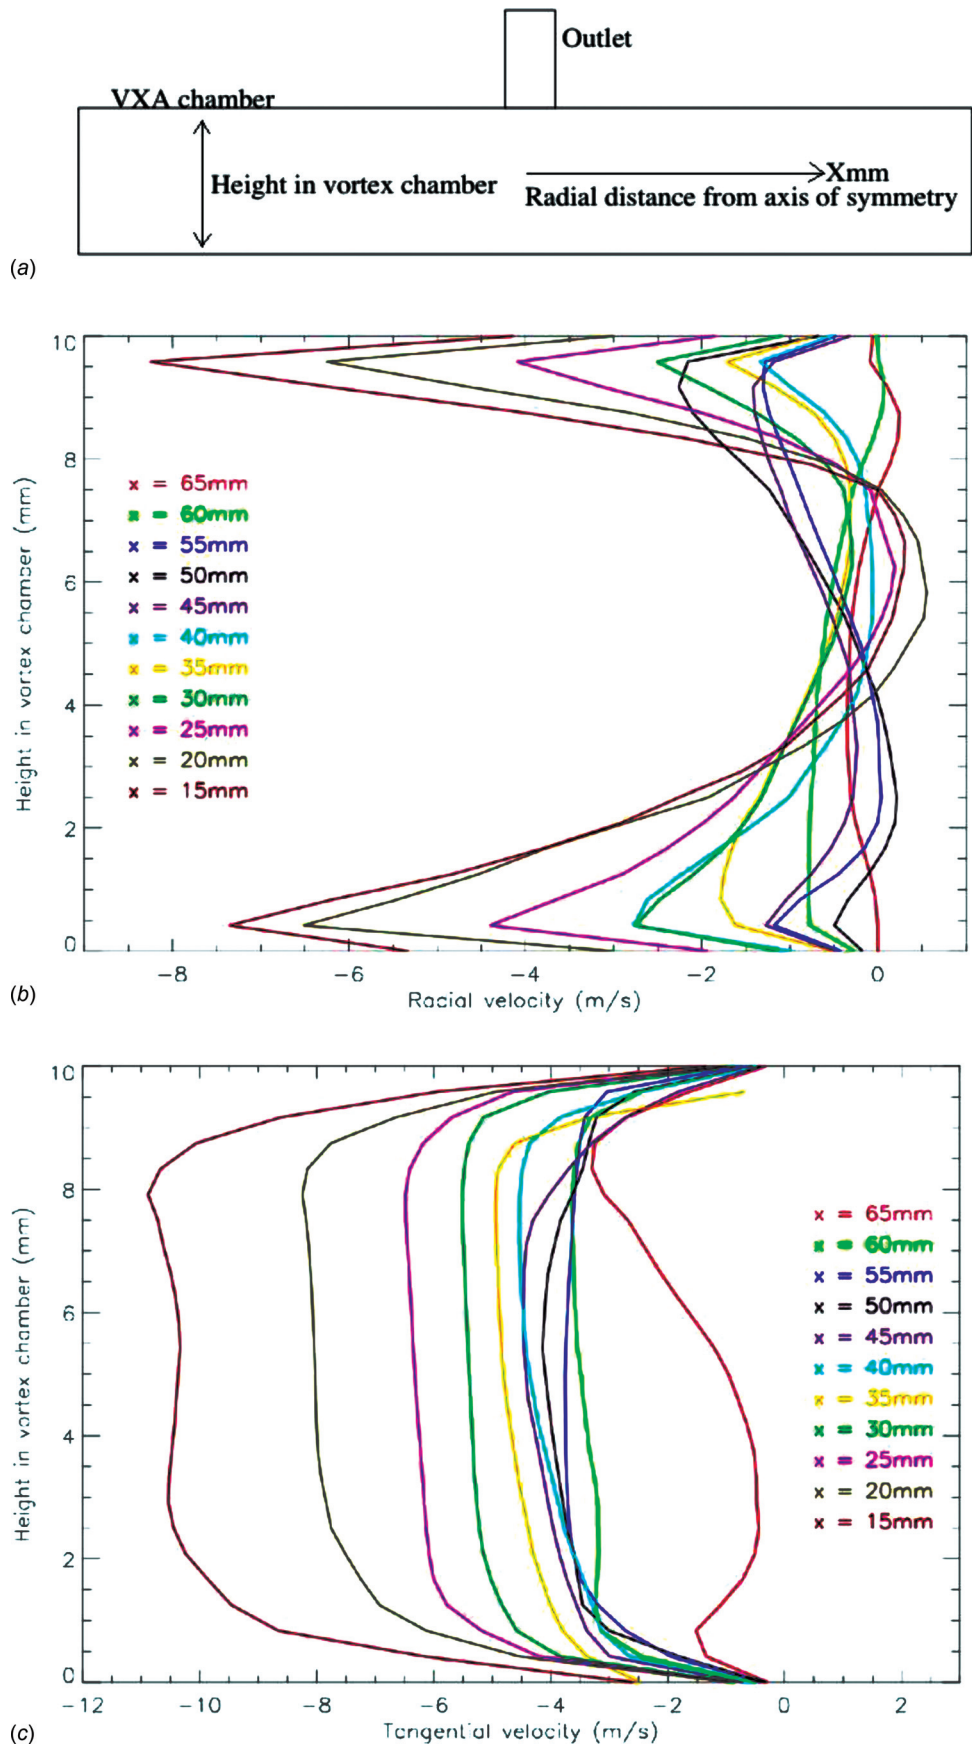 Outlet
VXA chamber
Height in vortex chamber
Xmm
Radial distance from axis of symmetry
(a)
10
8
6
4
2
0
Height in vortex chamber (mm)
x = 65mm
x = 60mm
x = 55mm
x = 50mm
x = 45mm
x = 40mm
x = 35mm
x = 30mm
x = 25mm
x = 20mm
x = 15mm
-8
-6
-4
-2
0
Radial velocity (m/s)
(b)
10
8
6
4
2
0
Height in vortex chamber (mm)
x = 65mm
x = 60mm
x = 55mm
x = 50mm
x = 45mm
x = 40mm
x = 35mm
x = 30mm
x = 25mm
x = 20mm
x = 15mm
-12
-10
-8
-6
-4
-2
0
2
Tangential velocity (m/s)
(c)